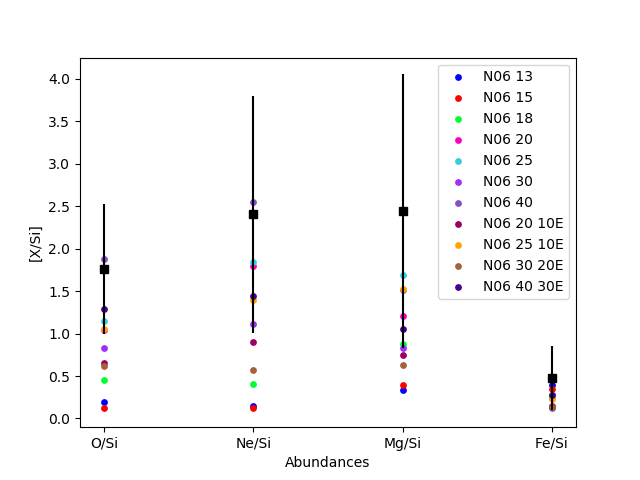 4.0
3.5
3.0
2.5
2.0
1.5
1.0
0.5
0.0
[X/Si]
O/Si Ne/Si Mg/Si Fe/Si
Abundances
N06 13
N06 15
N06 18
N06 20
N06 25
N06 30
N06 40
N06 20 10E
N06 25 10E
N06 30 20E
N06 40 30E